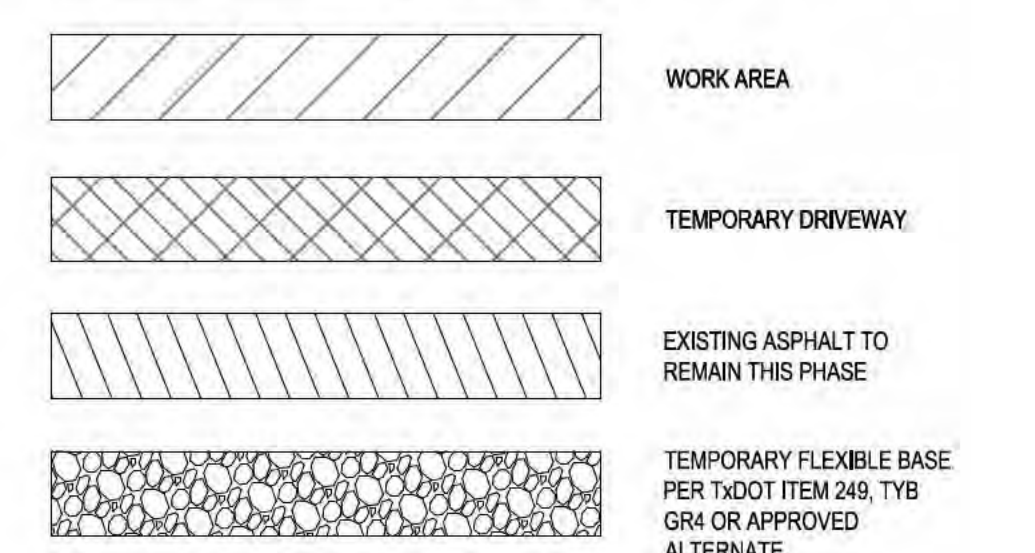 WORK AREA
TEMPORARY DRIVEWAY
EXISTING ASPHALT TO
REMAIN THIS PHASE
TEMPORARY FLEXIBLE BASE
PER TxDOT ITEM 249, TYB
GR4 OR APPROVED
ALTERNATE